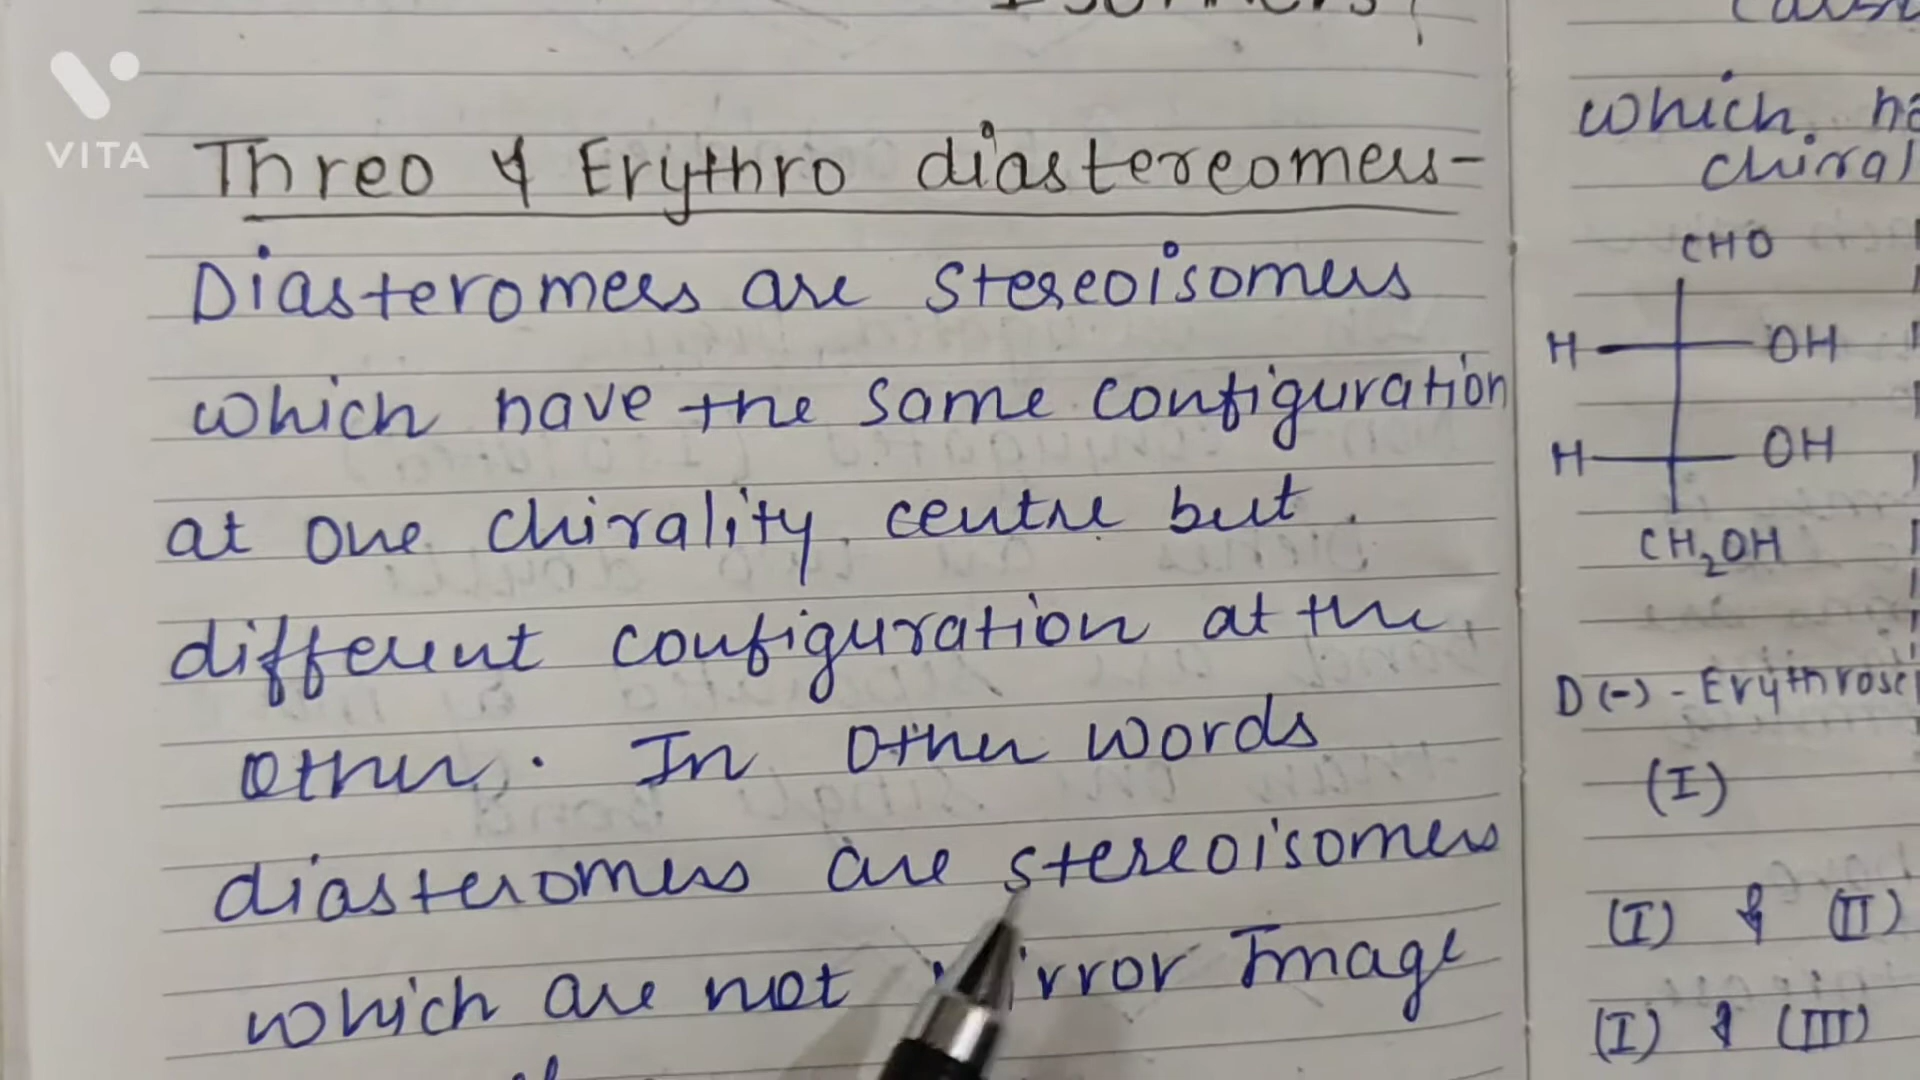 VITA
Threo & Erythro diastereomers-
Diasteromers are stereoisomers
which have the same configuration
at one chirality centre but
different configuration at the
other. In other words
diasteromers are stereoisomers
which are not mirror Image
which
chiral
CHO
H OH
H OH
CH₂OH
D(-)-Erythrose
(I)
(I) & (II)
(I) & (III)